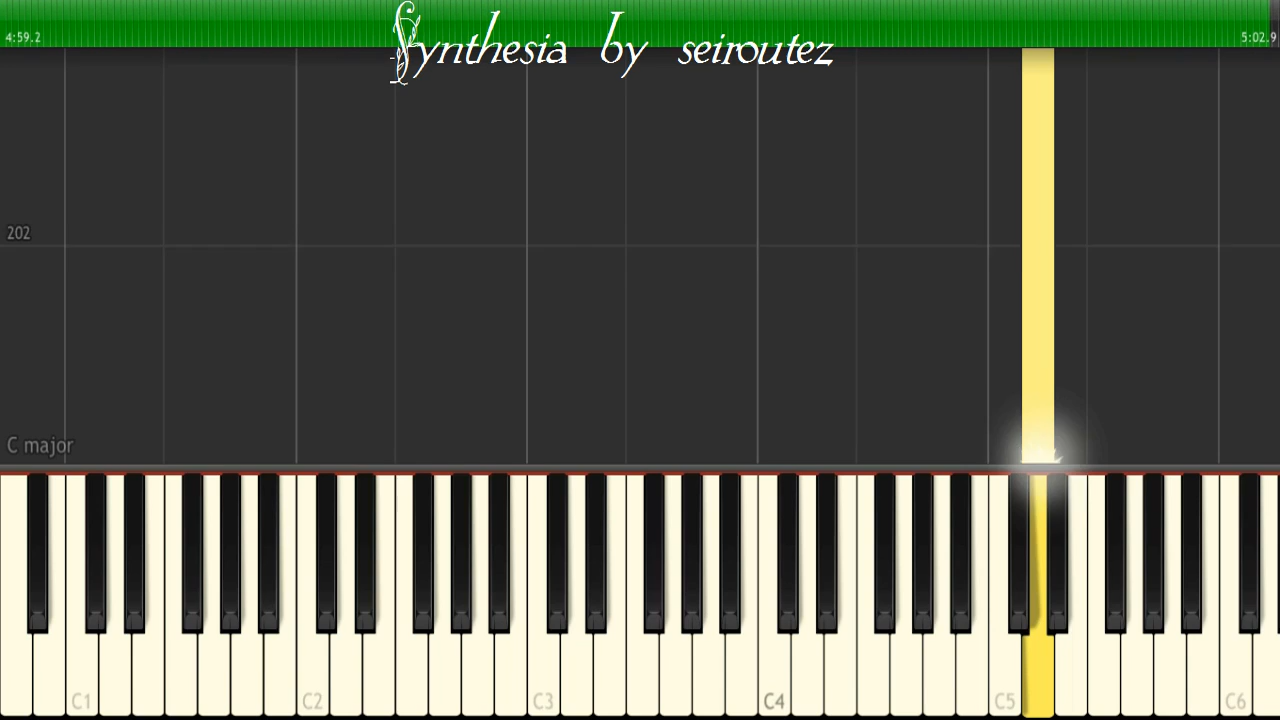 Synthesia by seiroutez
4:59.2
5:02.9
202
C major
C1
C2
C3
C4
C5
C6